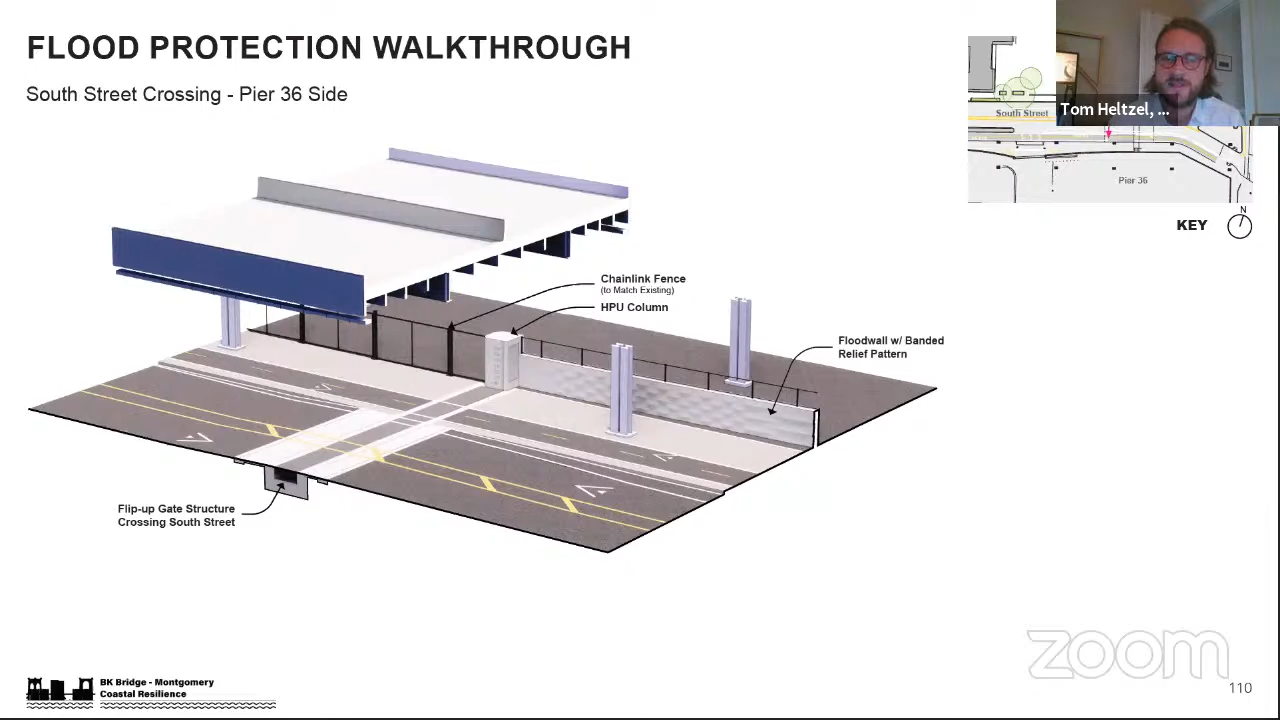 FLOOD PROTECTION WALKTHROUGH
South Street Crossing - Pier 36 Side
Tom Heltzel, ...
South Street
Pier 36
KEY
N
Chainlink Fence
(to Match Existing)
HPU Column
Floodwall w/ Banded
Relief Pattern
Flip-up Gate Structure
Crossing South Street
BK Bridge - Montgomery
Coastal Resilience
zoom
110